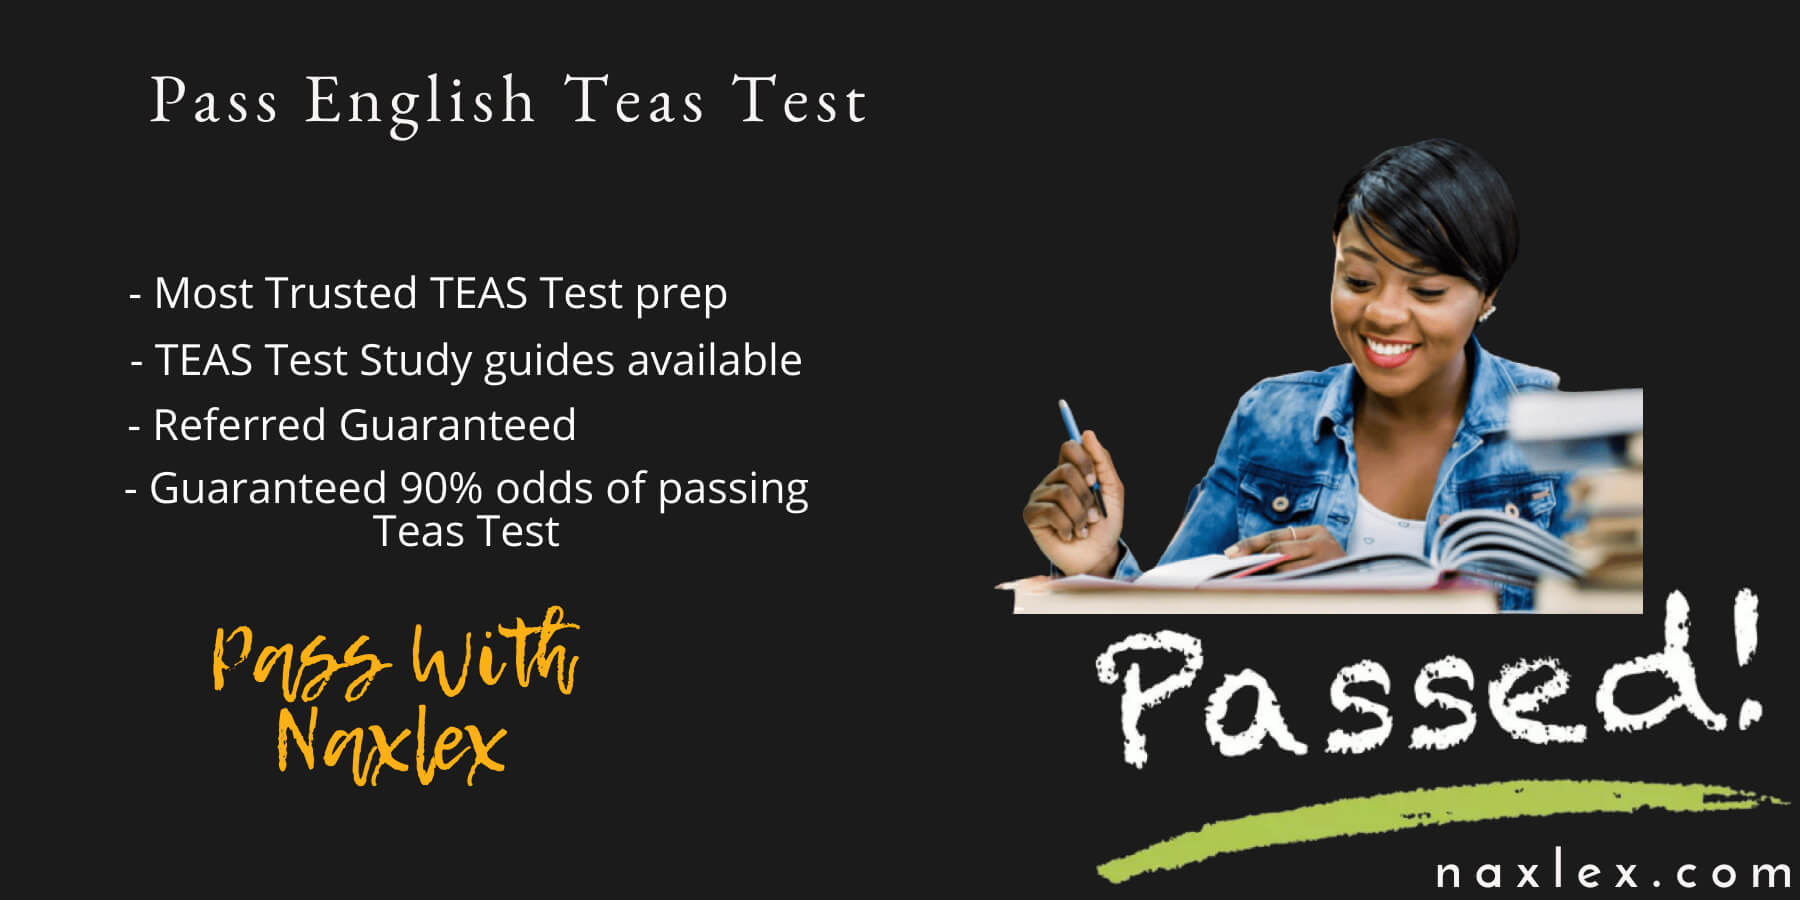 Pass English Teas Test
- Most Trusted TEAS Test prep
- TEAS Test Study guides available
- Referred Guaranteed
- Guaranteed 90% odds of passing
Teas Test
Pass With
Naxlex
Passed!
naxlex.com